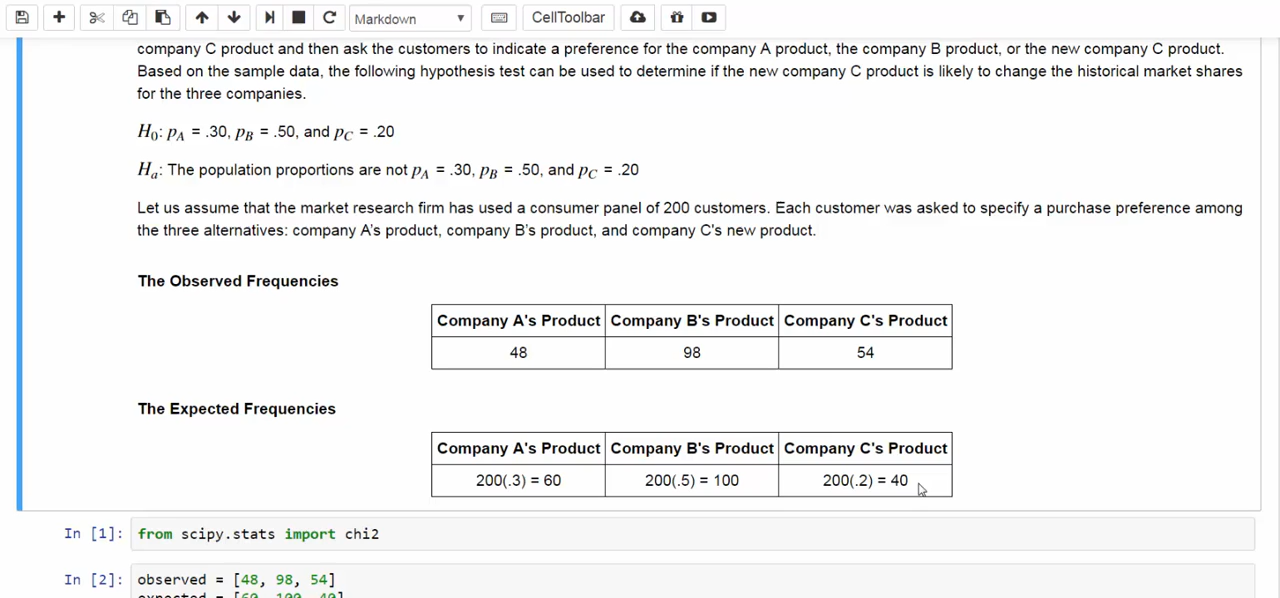 Markdown
CellToolbar
company C product and then ask the customers to indicate a preference for the company A product, the company B product, or the new company C product.
Based on the sample data, the following hypothesis test can be used to determine if the new company C product is likely to change the historical market shares
for the three companies.
H0: pA = .30, pB = .50, and pC = .20
Ha: The population proportions are not pA = .30, pB = .50, and pC = .20
Let us assume that the market research firm has used a consumer panel of 200 customers. Each customer was asked to specify a purchase preference among
the three alternatives: company A's product, company B's product, and company C's new product.
The Observed Frequencies
Company A's Product Company B's Product Company C's Product
48 98 54
The Expected Frequencies
Company A's Product Company B's Product Company C's Product
200(.3) = 60 200(.5) = 100 200(.2) = 40
In [1]: from scipy.stats import chi2
In [2]: observed = [48, 98, 54]
expected = [60, 100, 40]